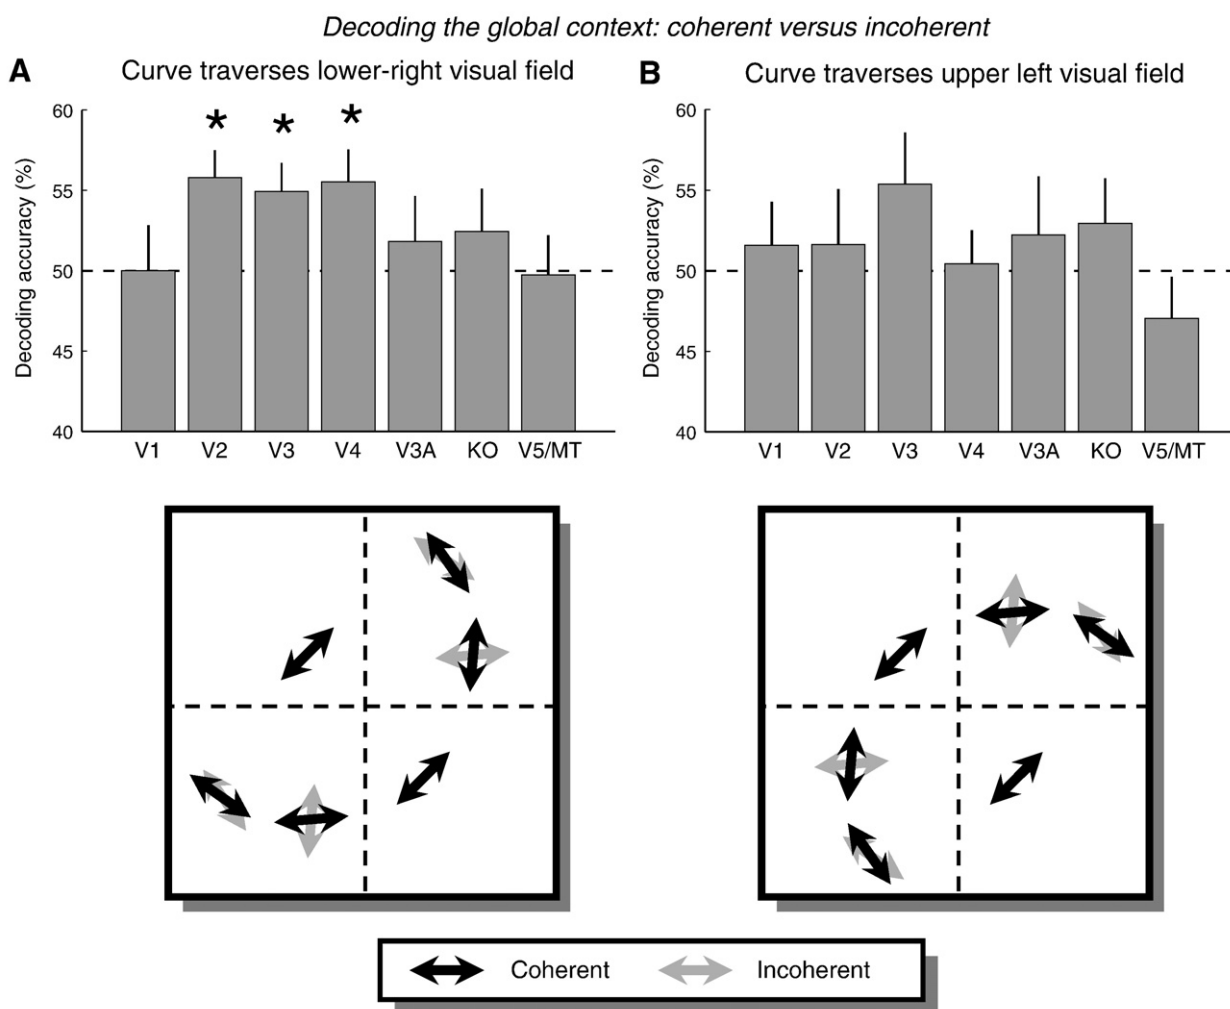 Decoding the global context: coherent versus incoherent
A
Curve traverses lower-right visual field
Decoding accuracy (%)
60
55
50
45
40
* * *
V1 V2 V3 V4 V3A KO V5/MT
B
Curve traverses upper left visual field
Decoding accuracy (%)
60
55
50
45
40
V1 V2 V3 V4 V3A KO V5/MT
Coherent Incoherent